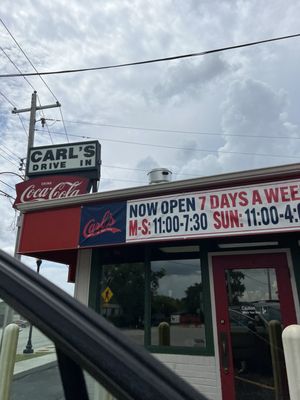 CARL'S
DRIVE IN
DRINK
Coca-Cola
Carl's
NOW OPEN 7 DAYS A WEE
M-S: 11:00-7:30 SUN: 11:00-4: